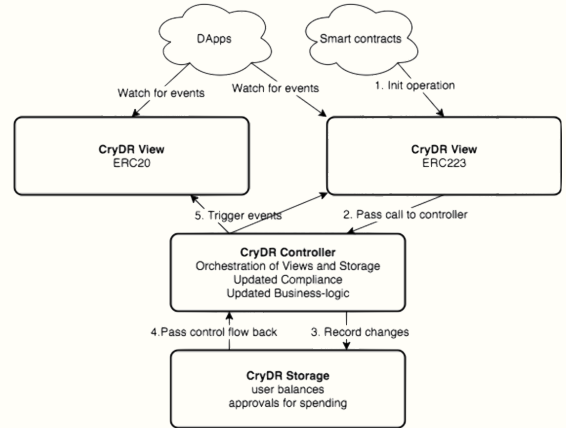 DApps
Smart contracts
Watch for events
Watch for events
1. Init operation
CryDR View
ERC20
CryDR View
ERC223
5. Trigger events
2. Pass call to controller
CryDR Controller
Orchestration of Views and Storage
Updated Compliance
Updated Business-logic
4.Pass control flow back
3. Record changes
CryDR Storage
user balances
approvals for spending